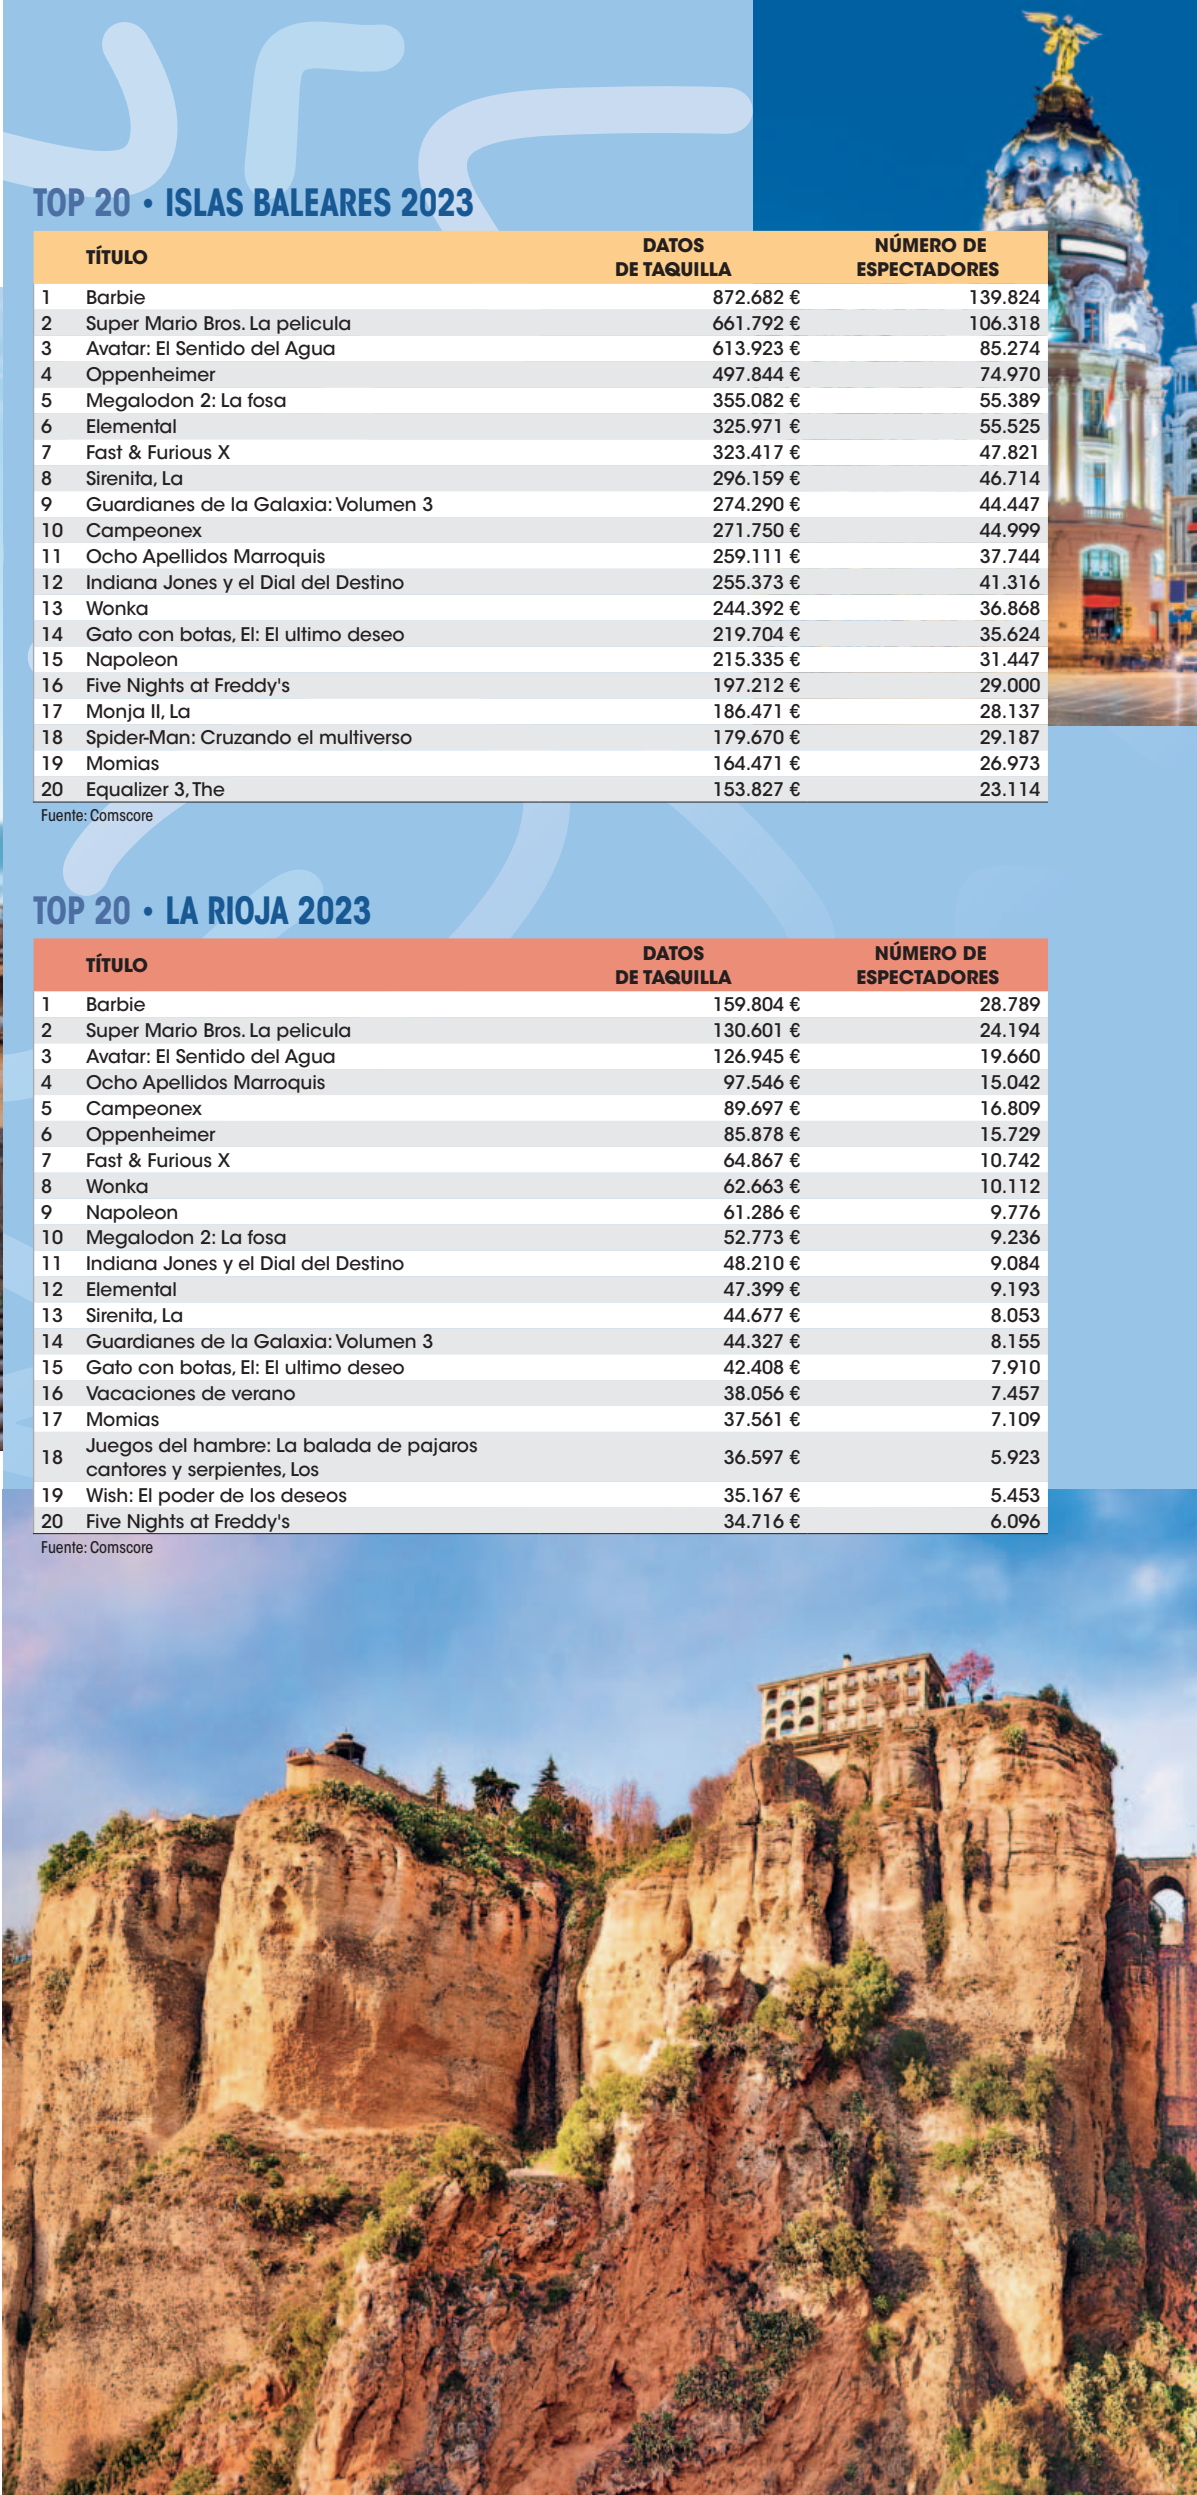 TOP 20 • ISLAS BALEARES 2023
TÍTULO DATOS DE TAQUILLA NÚMERO DE ESPECTADORES
1 Barbie 872.682 € 139.824
2 Super Mario Bros. La pelicula 661.792 € 106.318
3 Avatar: El Sentido del Agua 613.923 € 85.274
4 Oppenheimer 497.844 € 74.970
5 Megalodon 2: La fosa 355.082 € 55.389
6 Elemental 325.971 € 55.525
7 Fast & Furious X 323.417 € 47.821
8 Sirenita, La 296.159 € 46.714
9 Guardianes de la Galaxia: Volumen 3 274.290 € 44.447
10 Campeonex 271.750 € 44.999
11 Ocho Apellidos Marroquis 259.111 € 37.744
12 Indiana Jones y el Dial del Destino 255.373 € 41.316
13 Wonka 244.392 € 36.868
14 Gato con botas, El: El ultimo deseo 219.704 € 35.624
15 Napoleon 215.335 € 31.447
16 Five Nights at Freddy's 197.212 € 29.000
17 Monja II, La 186.471 € 28.137
18 Spider-Man: Cruzando el multiverso 179.670 € 29.187
19 Momias 164.471 € 26.973
20 Equalizer 3, The 153.827 € 23.114
Fuente: Comscore
TOP 20 • LA RIOJA 2023
TÍTULO DATOS DE TAQUILLA NÚMERO DE ESPECTADORES
1 Barbie 159.804 € 28.789
2 Super Mario Bros. La pelicula 130.601 € 24.194
3 Avatar: El Sentido del Agua 126.945 € 19.660
4 Ocho Apellidos Marroquis 97.546 € 15.042
5 Campeonex 89.697 € 16.809
6 Oppenheimer 85.878 € 15.729
7 Fast & Furious X 64.867 € 10.742
8 Wonka 62.663 € 10.112
9 Napoleon 61.286 € 9.776
10 Megalodon 2: La fosa 52.773 € 9.236
11 Indiana Jones y el Dial del Destino 48.210 € 9.084
12 Elemental 47.399 € 9.193
13 Sirenita, La 44.677 € 8.053
14 Guardianes de la Galaxia: Volumen 3 44.327 € 8.155
15 Gato con botas, El: El ultimo deseo 42.408 € 7.910
16 Vacaciones de verano 38.056 € 7.457
17 Momias 37.561 € 7.109
18 Juegos del hambre: La balada de pajaros
cantores y serpientes, Los 36.597 € 5.923
19 Wish: El poder de los deseos 35.167 € 5.453
20 Five Nights at Freddy's 34.716 € 6.096
Fuente: Comscore